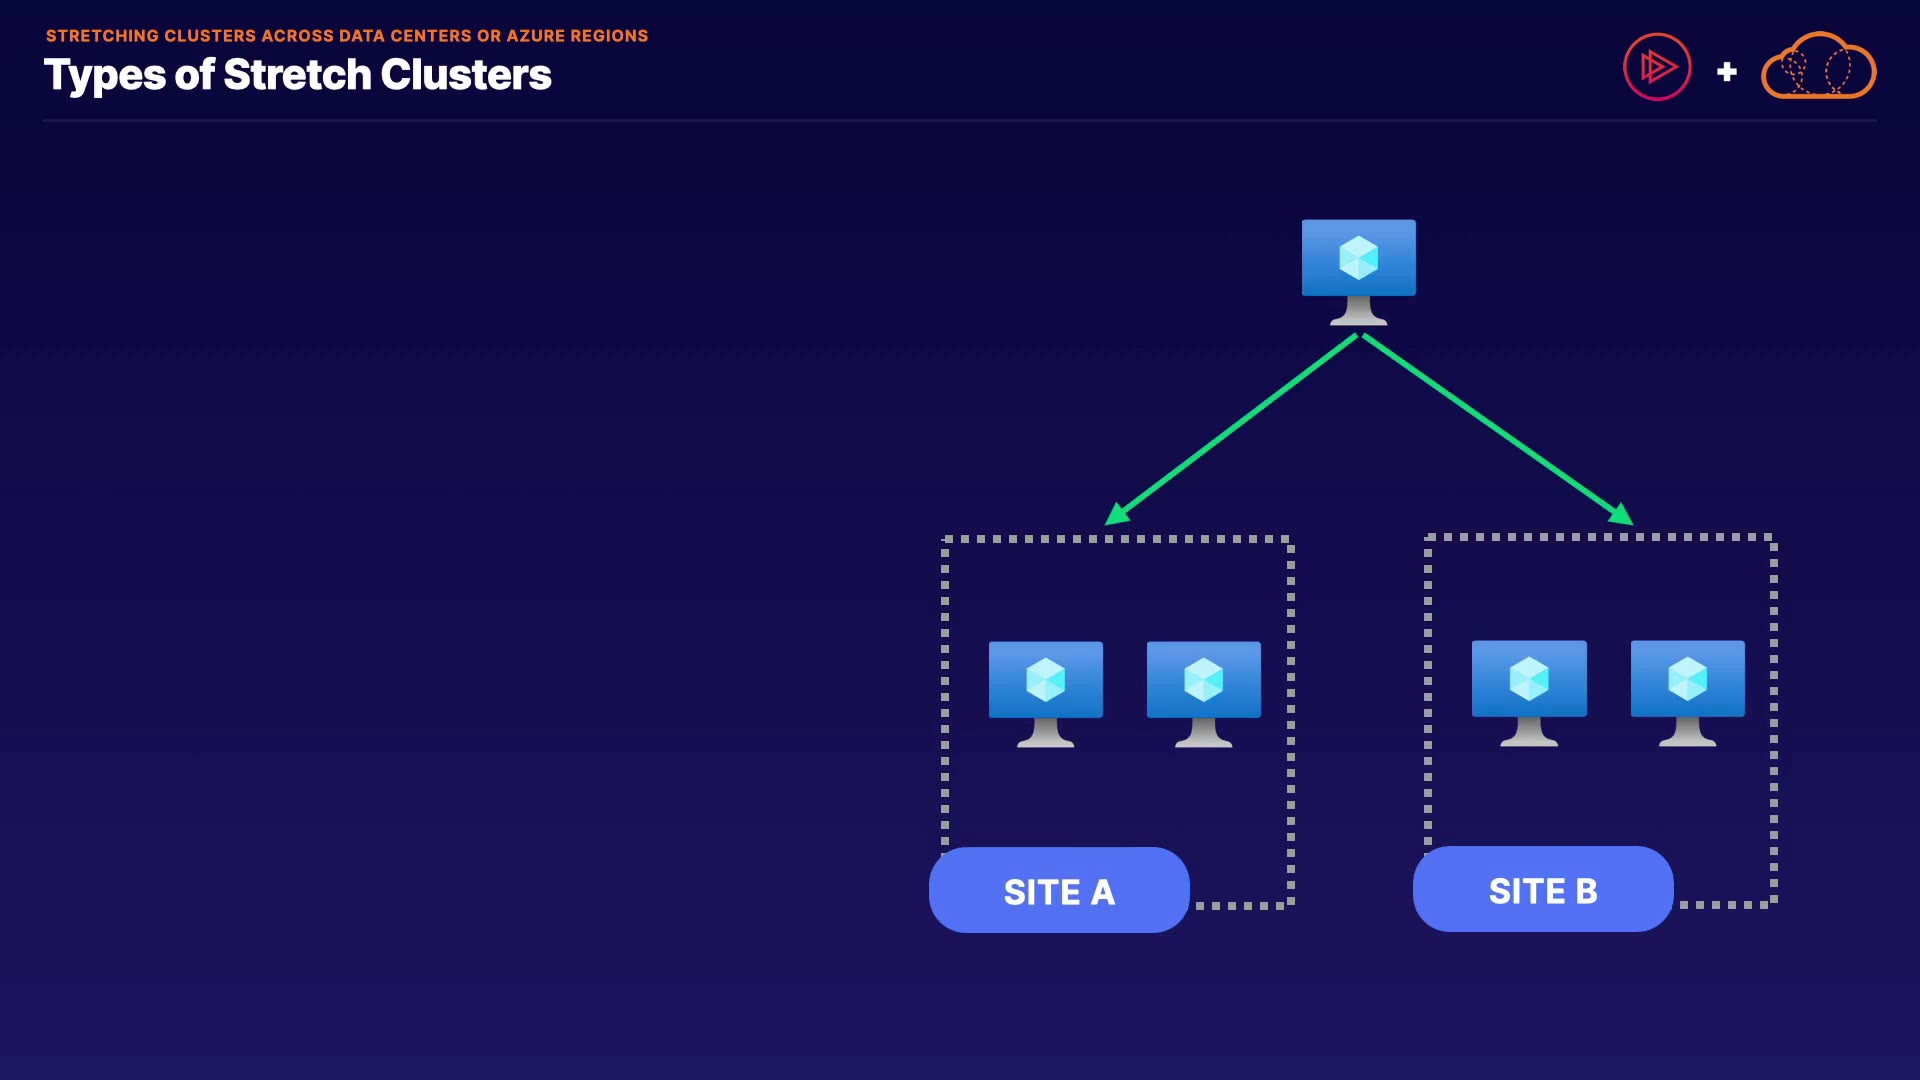 STRETCHING CLUSTERS ACROSS DATA CENTERS OR AZURE REGIONS
Types of Stretch Clusters
SITE A
SITE B